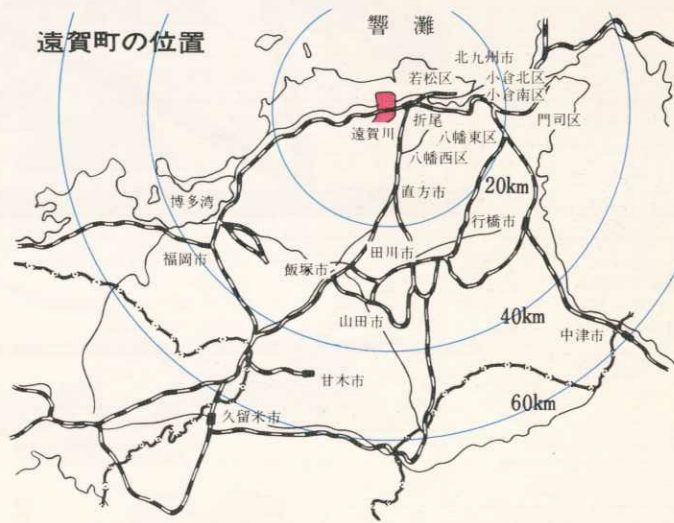 遠賀町の位置
響灘
北九州市
若松区
小倉北区
小倉南区
折尾
門司区
遠賀川
八幡東区
八幡西区
直方市
20km
博多湾
行橋市
福岡市
飯塚市
田川市
山田市
40km
中津市
甘木市
60km
久留米市